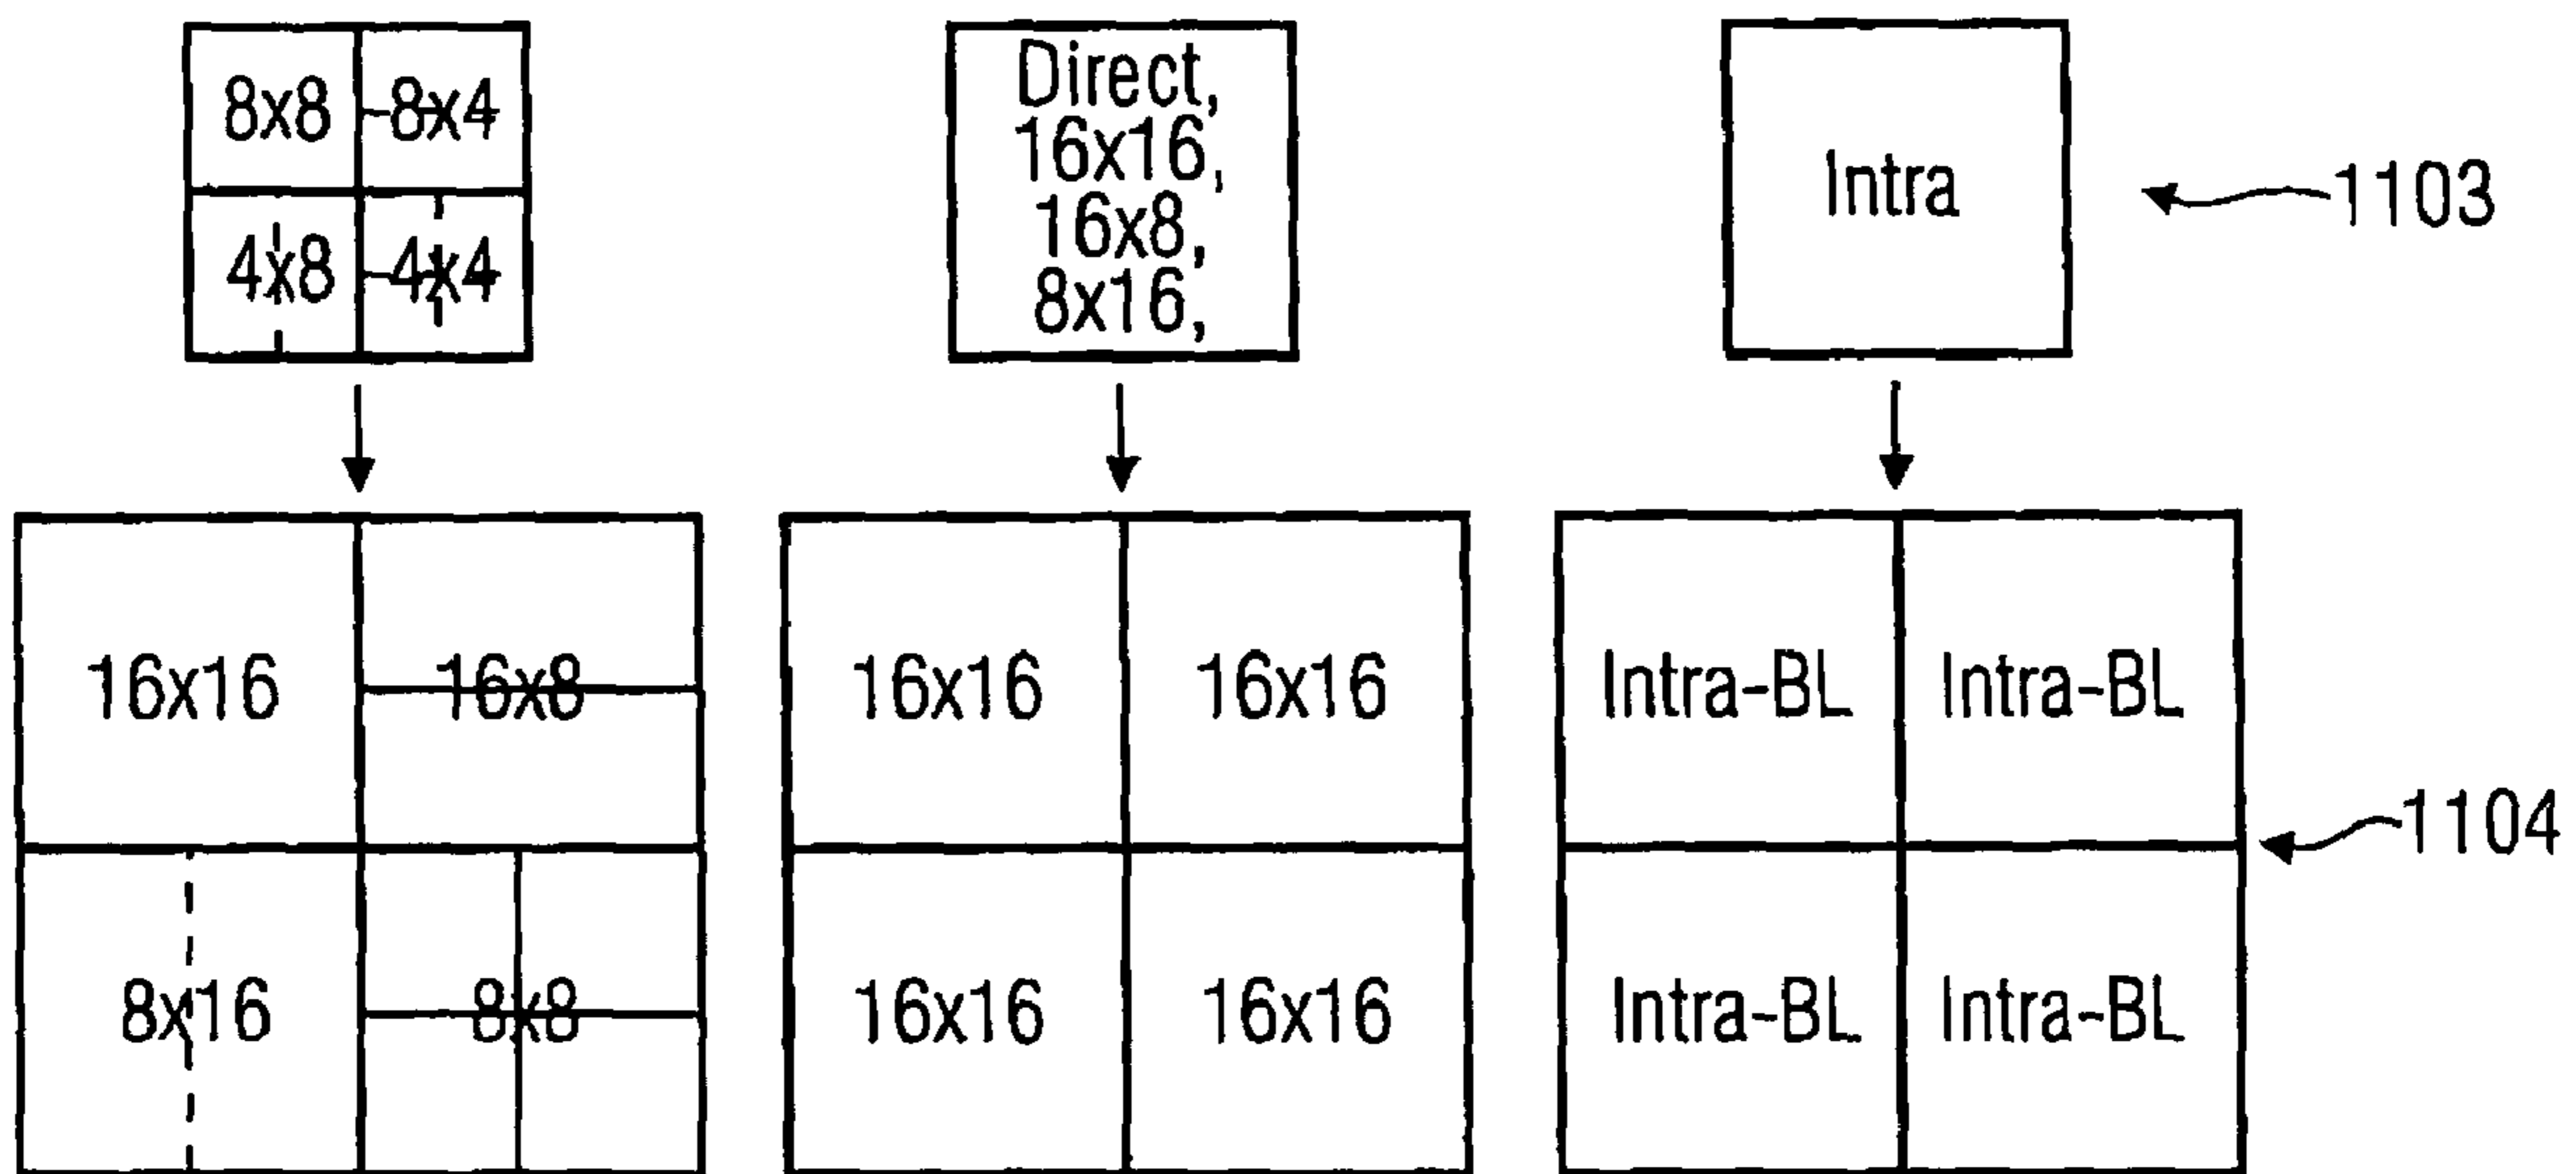 8x8 8x4
4x8 4x4
Direct,
16x16,
16x8,
8x16,
Intra
1103
16x16 16x8
8x16 8x8
16x16 16x16
16x16 16x16
Intra-BL Intra-BL
Intra-BL Intra-BL
1104